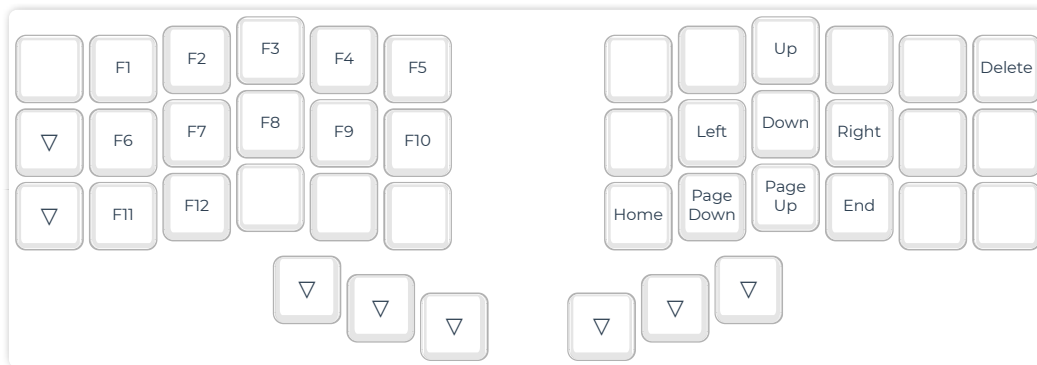 F1 F2 F3 F4 F5 Up Delete
▽ F6 F7 F8 F9 F10 Left Down Right
▽ F11 F12 Home Page Down Page Up End
▽ ▽ ▽ ▽ ▽ ▽